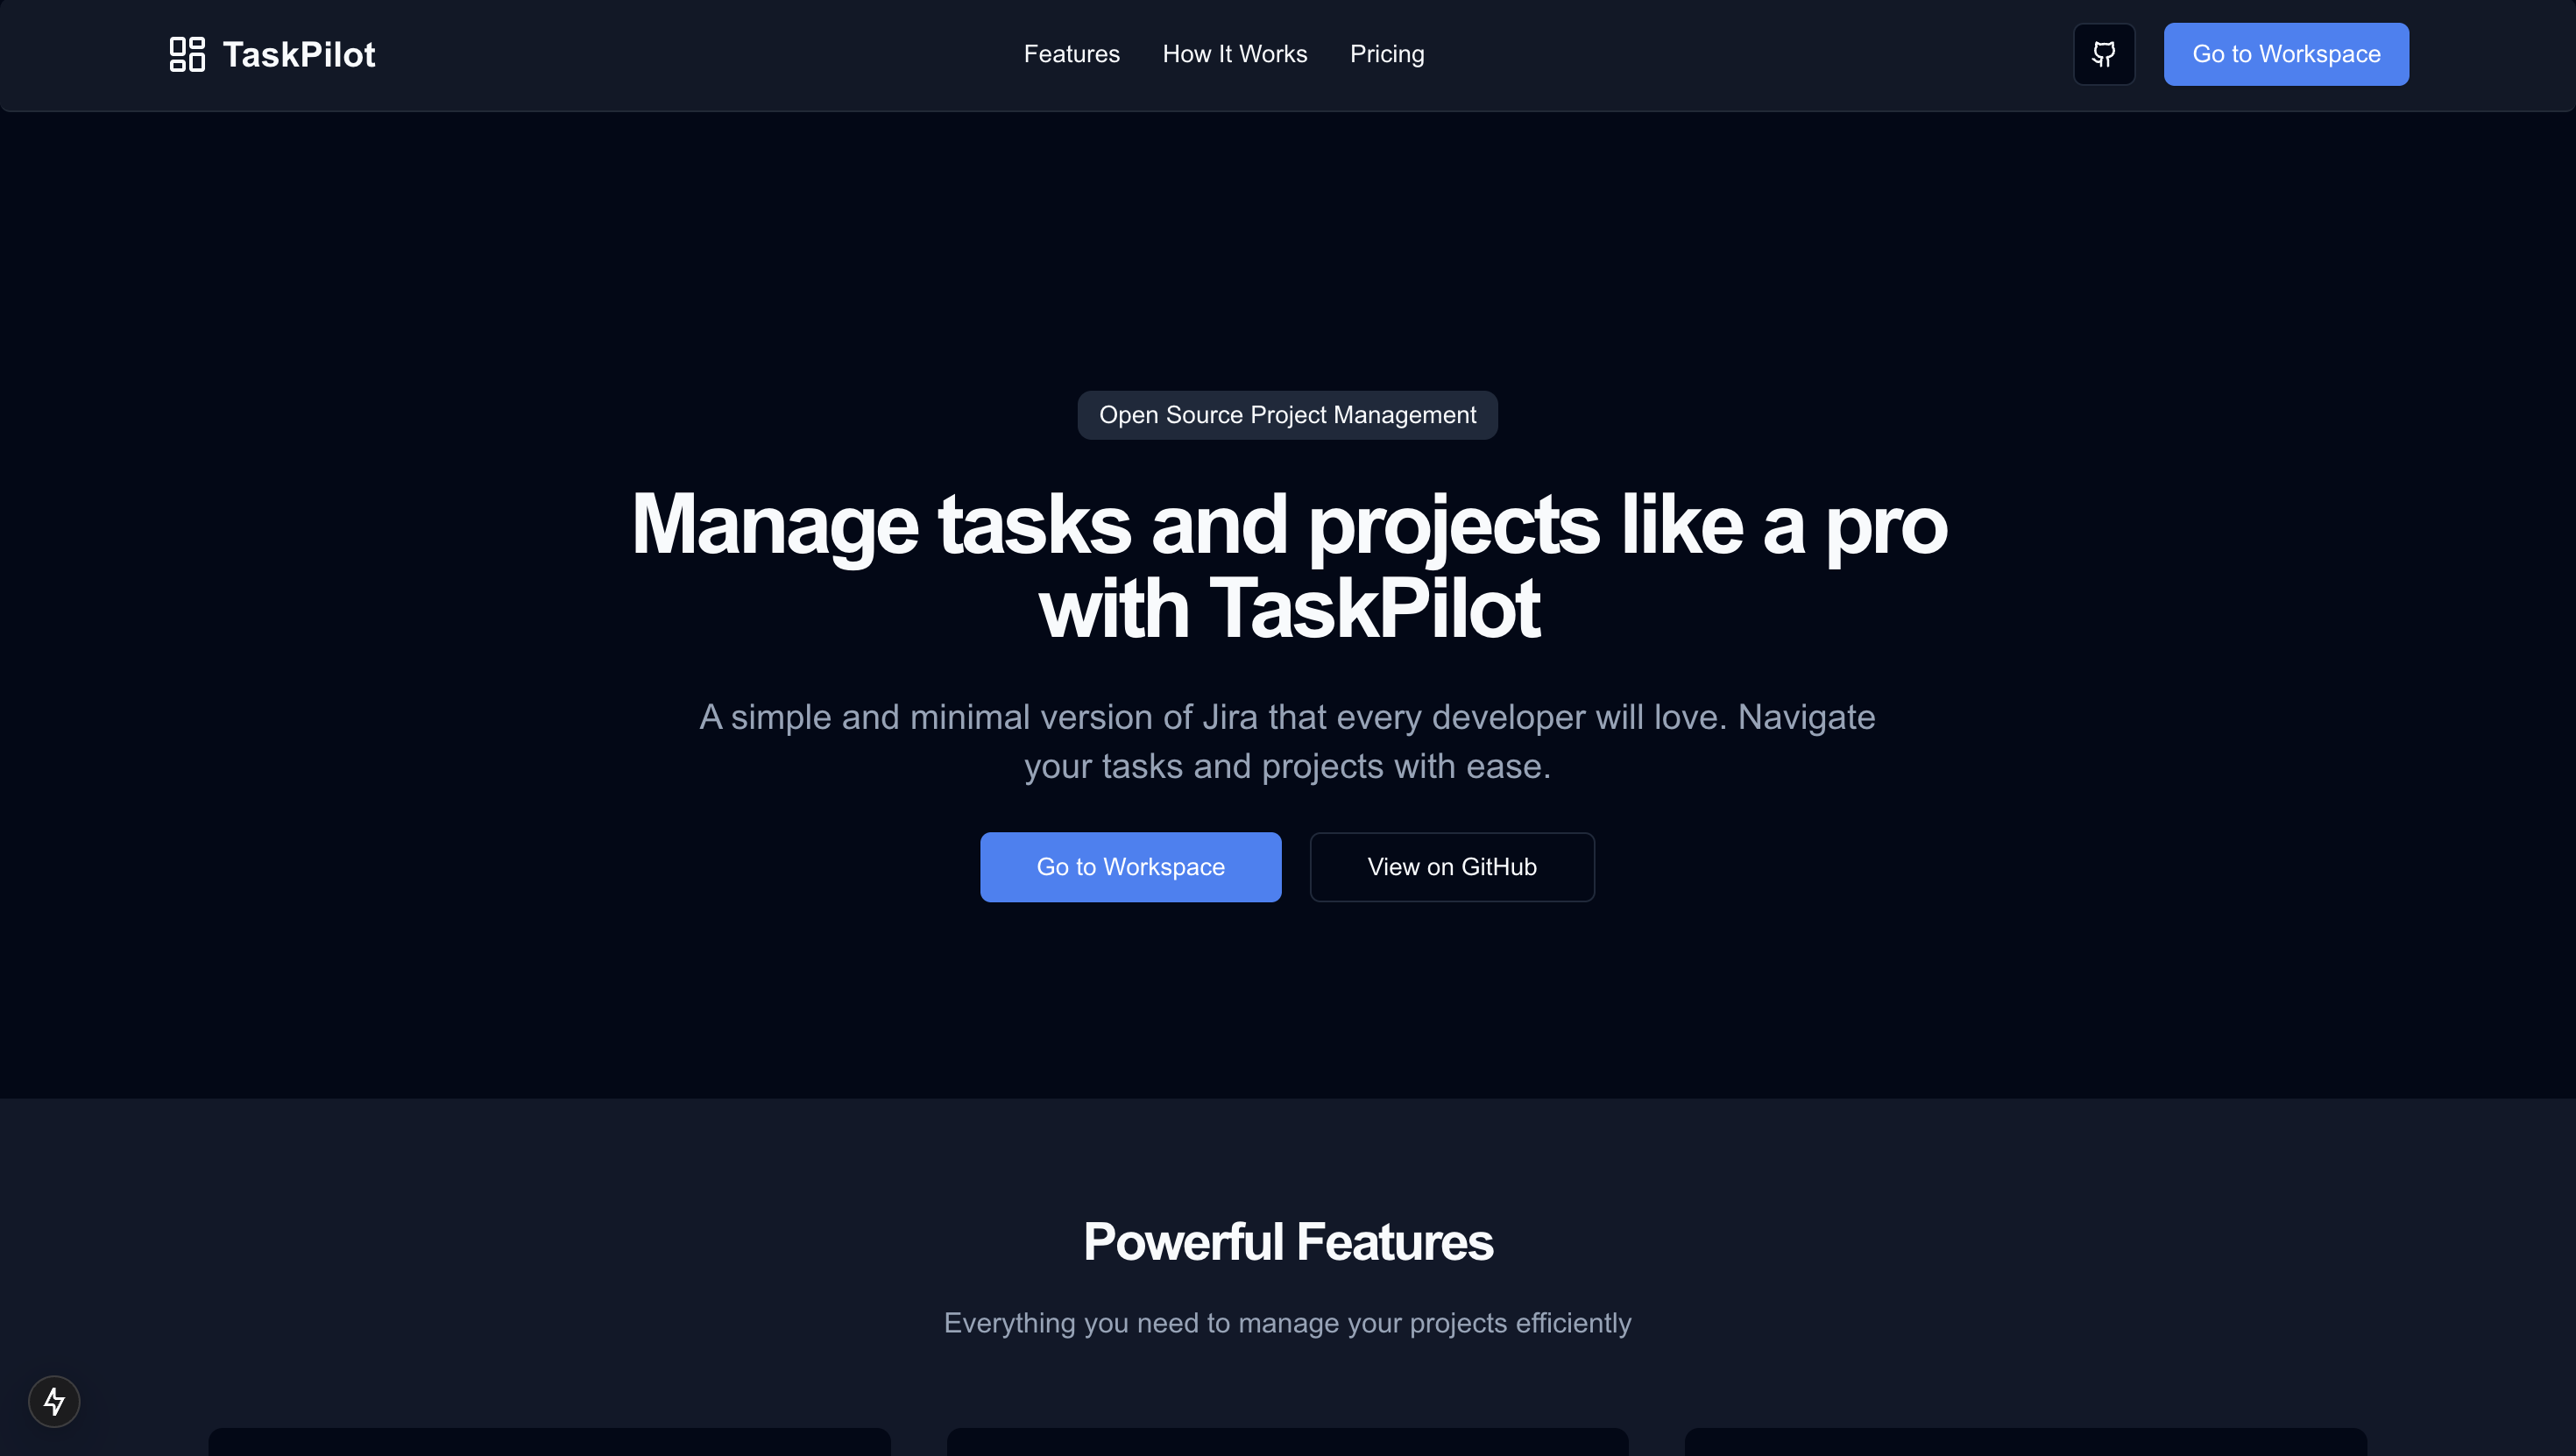 TaskPilot
Features
How It Works
Pricing
Go to Workspace
Open Source Project Management
Manage tasks and projects like a pro
with TaskPilot
A simple and minimal version of Jira that every developer will love. Navigate
your tasks and projects with ease.
Go to Workspace
View on GitHub
Powerful Features
Everything you need to manage your projects efficiently